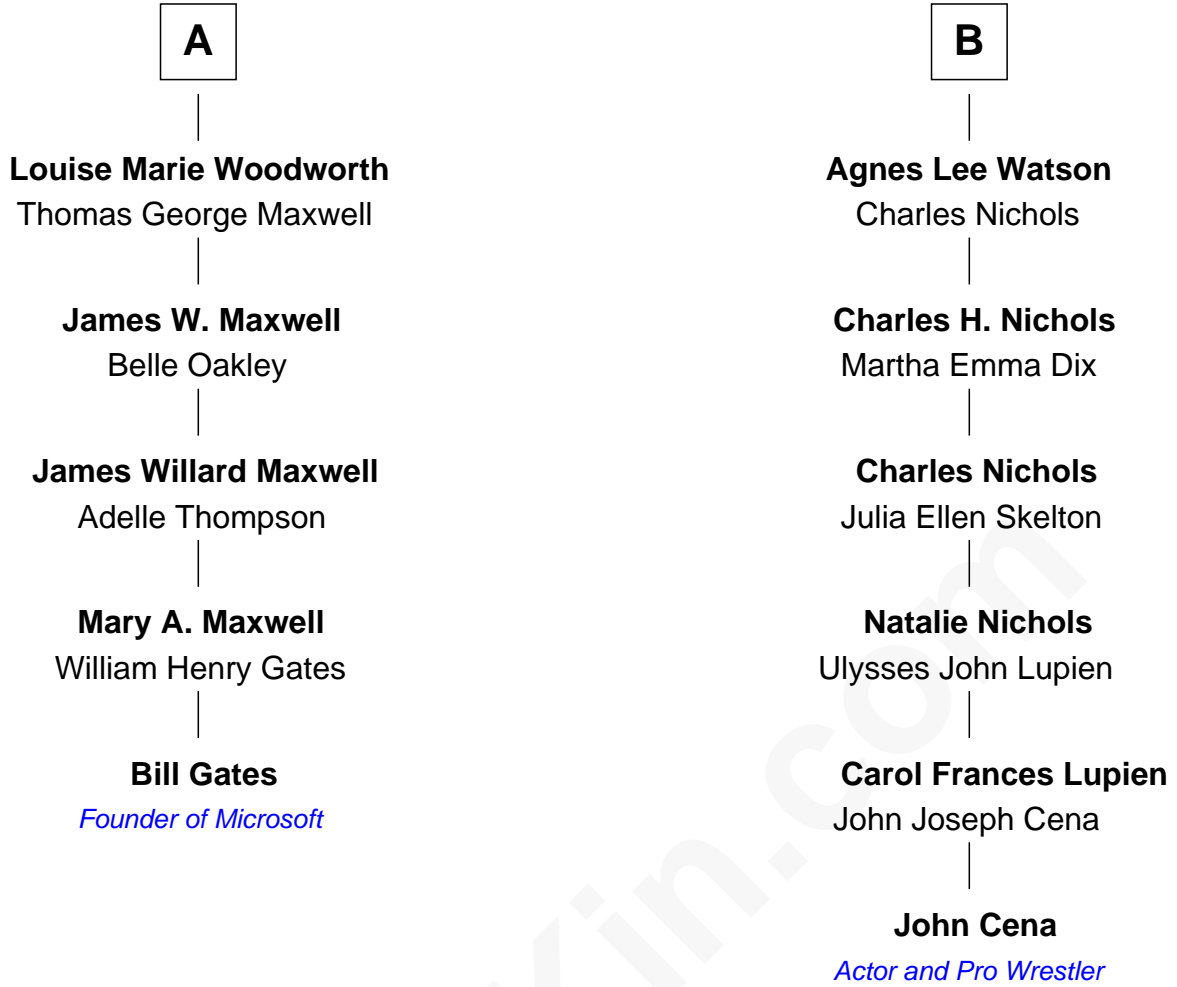 A
Louise Marie Woodworth
Thomas George Maxwell
James W. Maxwell
Belle Oakley
James Willard Maxwell
Adelle Thompson
Mary A. Maxwell
William Henry Gates
Bill Gates
Founder of Microsoft
B
Agnes Lee Watson
Charles Nichols
Charles H. Nichols
Martha Emma Dix
Charles Nichols
Julia Ellen Skelton
Natalie Nichols
Ulysses John Lupien
Carol Frances Lupien
John Joseph Cena
John Cena
Actor and Pro Wrestler
Kin.com